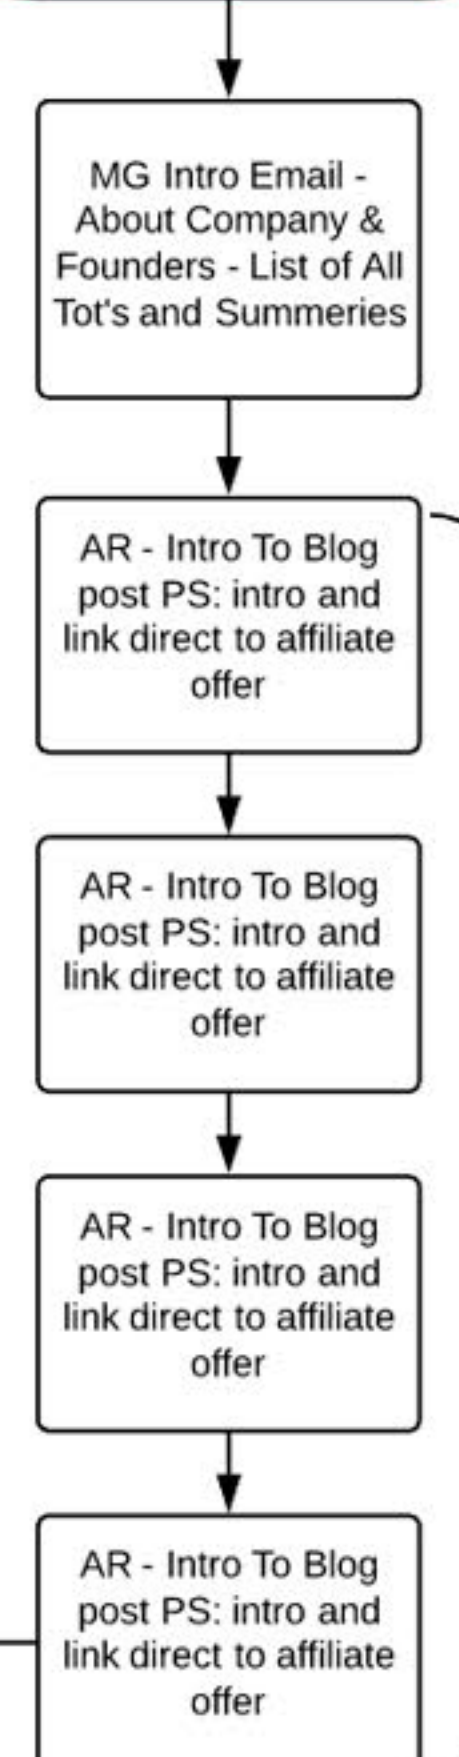 MG Intro Email -
About Company &
Founders - List of All
Tot's and Summeries
AR - Intro To Blog
post PS: intro and
link direct to affiliate
offer
AR - Intro To Blog
post PS: intro and
link direct to affiliate
offer
AR - Intro To Blog
post PS: intro and
link direct to affiliate
offer
AR - Intro To Blog
post PS: intro and
link direct to affiliate
offer